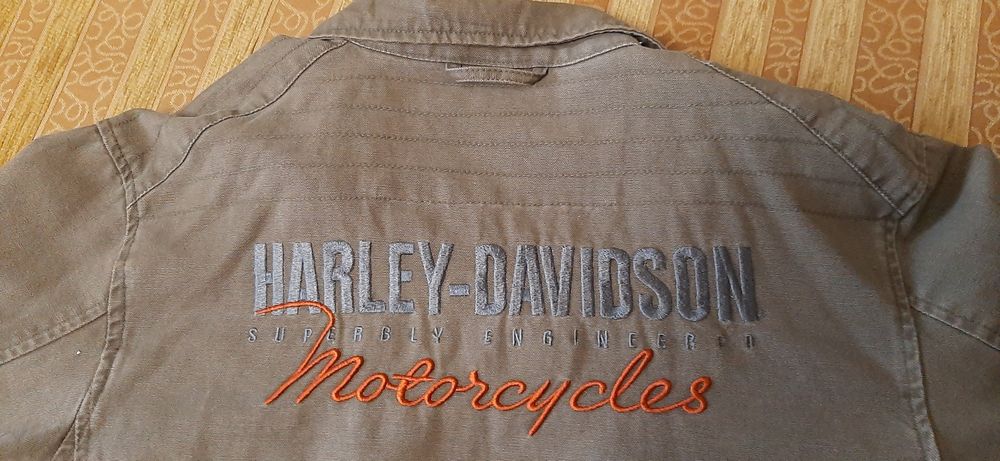 HARLEY-DAVIDSON
SUPERBLY ENGINEERED
Motorcycles